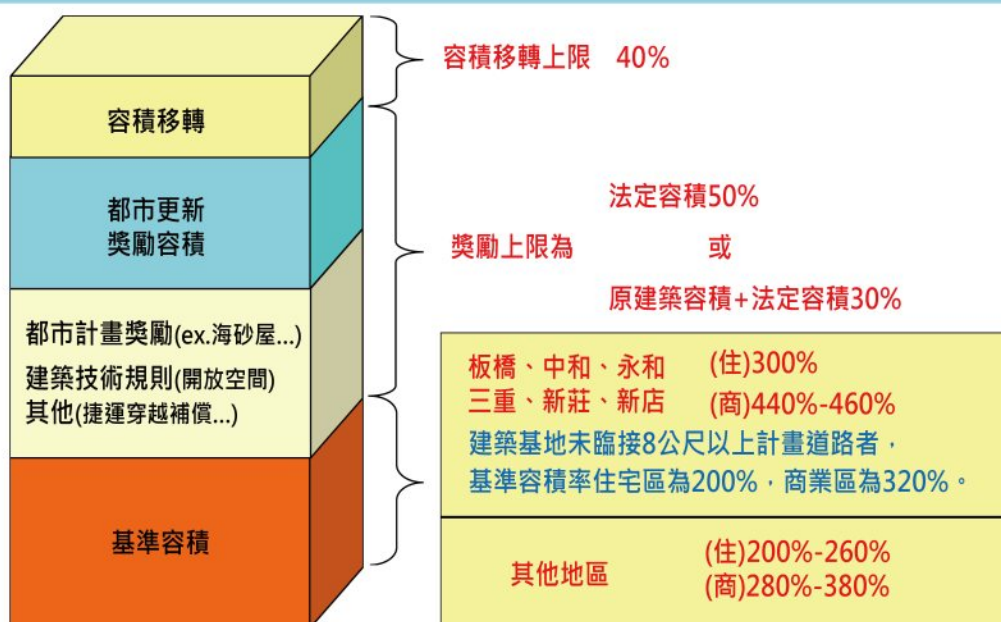 容積移轉上限 40%
容積移轉
都市更新
獎勵容積
法定容積50%
獎勵上限為 或
原建築容積+法定容積30%
都市計畫獎勵(ex.海砂屋...)
建築技術規則(開放空間)
其他(捷運穿越補償...)
板橋、中和、永和 (住)300%
三重、新莊、新店 (商)440%-460%
建築基地未臨接8公尺以上計畫道路者，
基準容積率住宅區為200%，商業區為320%。
基準容積
其他地區
(住)200%-260%
(商)280%-380%